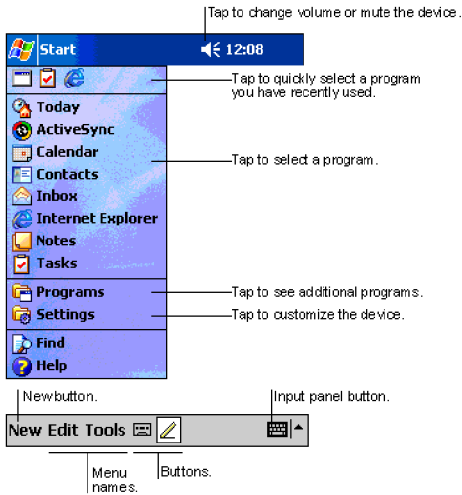 Tap to change volume or mute the device.
Start 12:08
Tap to quickly select a program
you have recently used.
Today
ActiveSync
Calendar
Contacts
Tap to select a program.
Inbox
Internet Explorer
Notes
Tasks
Programs
Tap to see additional programs.
Settings
Tap to customize the device.
Find
Help
New button.
Input panel button.
New Edit Tools
Menu
names.
Buttons.